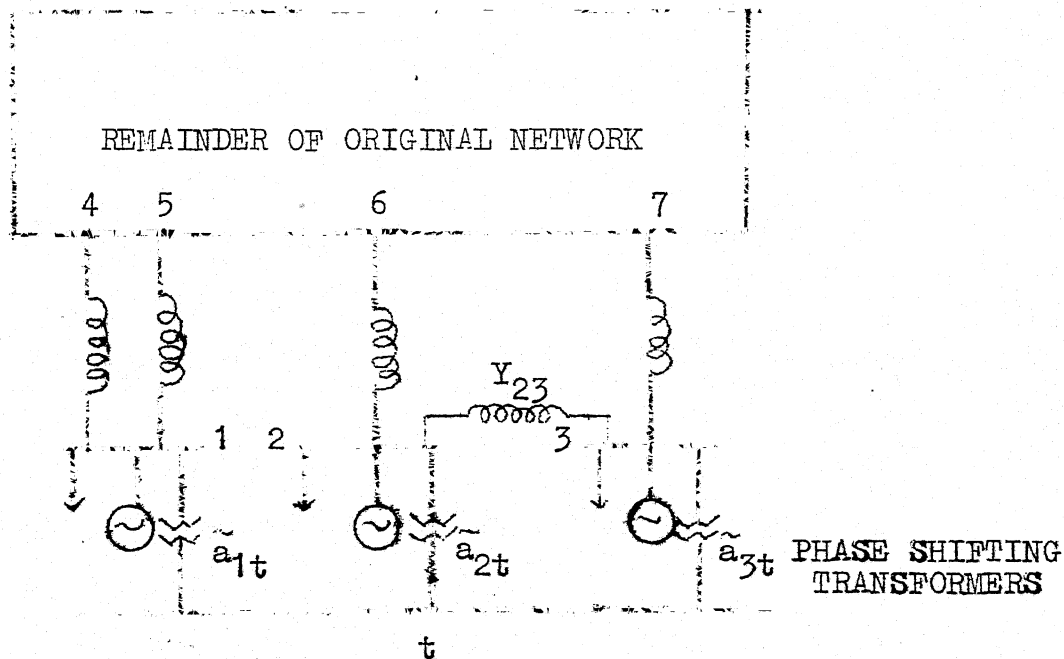 REMAINDER OF ORIGINAL NETWORK
4 5 6 7
Y23
1 2 3
ã1t ã2t ã3t PHASE SHIFTING
TRANSFORMERS
t